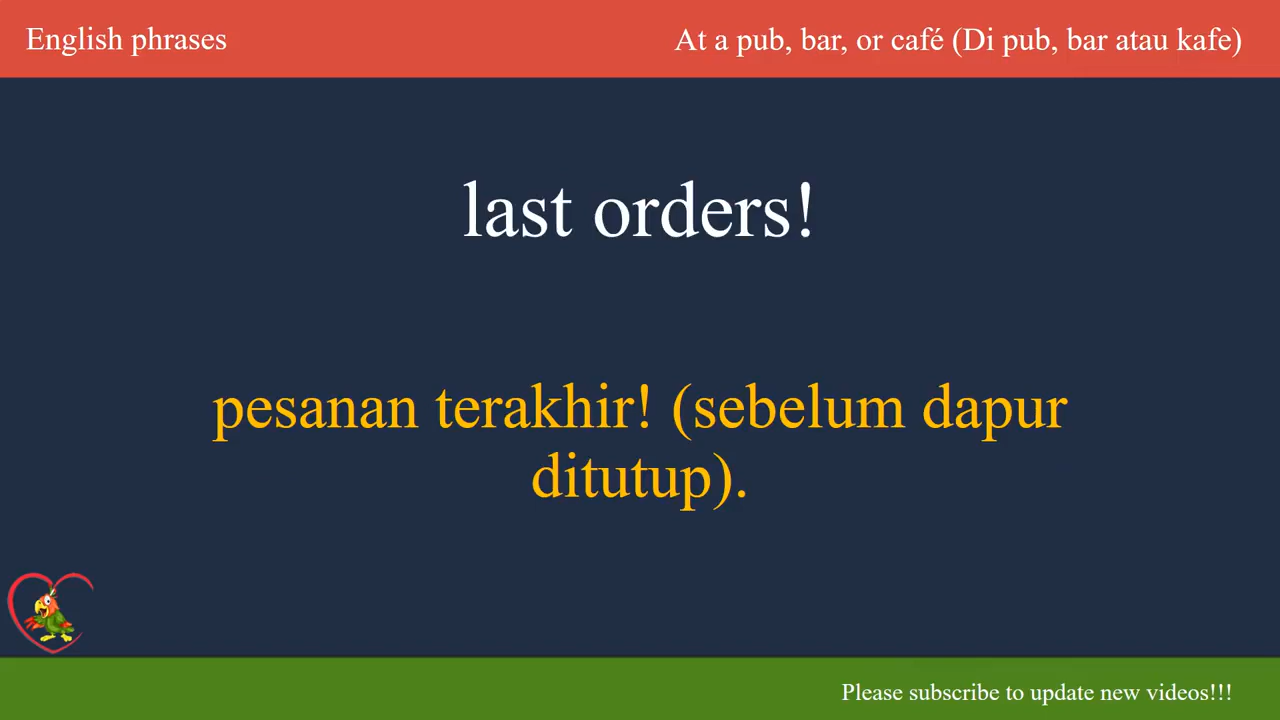 English phrases
At a pub, bar, or café (Di pub, bar atau kafe)
last orders!
pesanan terakhir! (sebelum dapur
ditutup).
Please subscribe to update new videos!!!